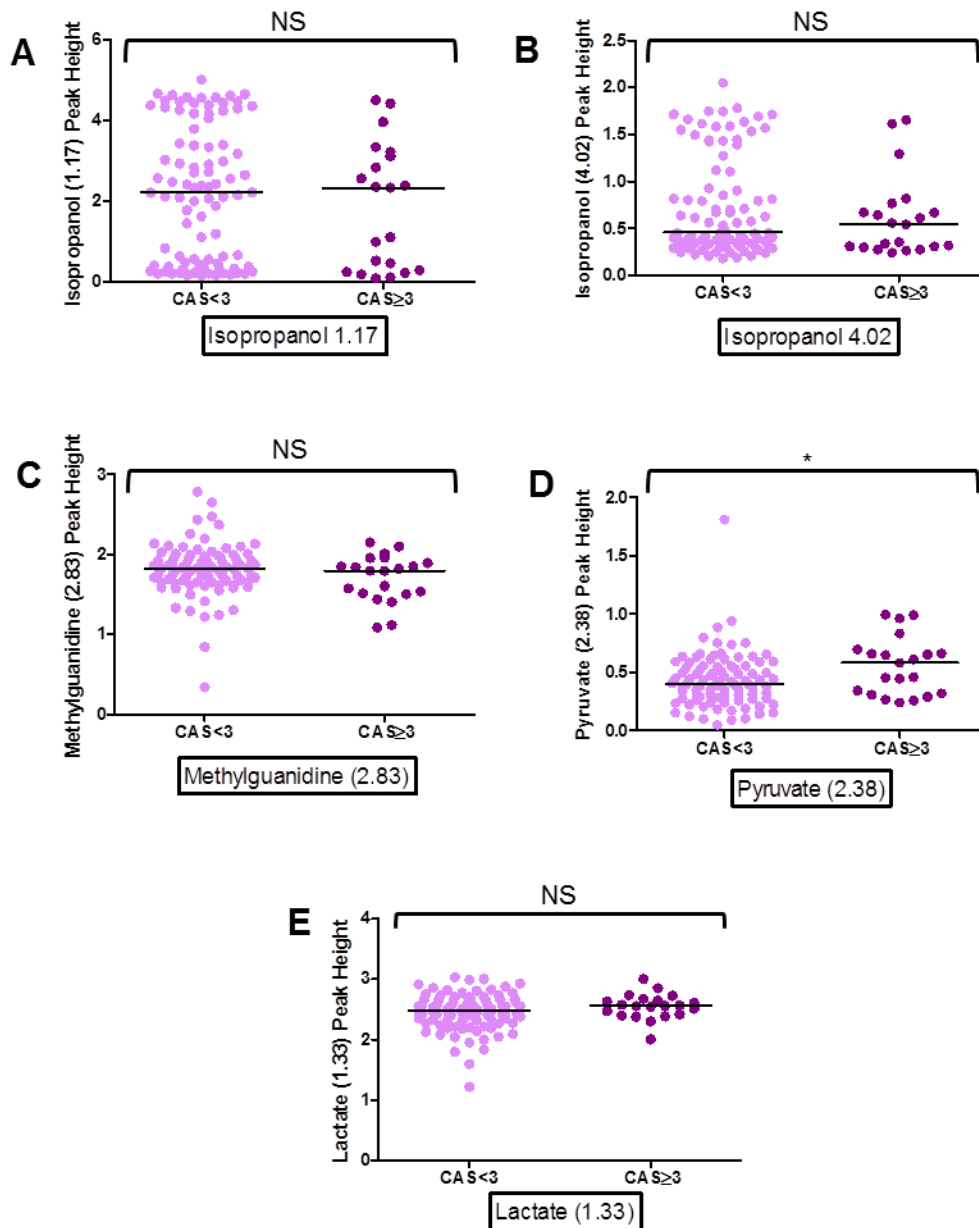 A
NS
Isopropanol (1.17) Peak Height
6
4
2
0
CAS<3
CAS≥3
Isopropanol 1.17
B
NS
Isopropanol (4.02) Peak Height
2.5
2.0
1.5
1.0
0.5
0.0
CAS<3
CAS≥3
Isopropanol 4.02
C
NS
Methylguanidine (2.83) Peak Height
3
2
1
0
CAS<3
CAS≥3
Methylguanidine (2.83)
D
*
Pyruvate (2.38) Peak Height
2.0
1.5
1.0
0.5
0.0
CAS<3
CAS≥3
Pyruvate (2.38)
E
NS
Lactate (1.33) Peak Height
4
3
2
1
0
CAS<3
CAS≥3
Lactate (1.33)